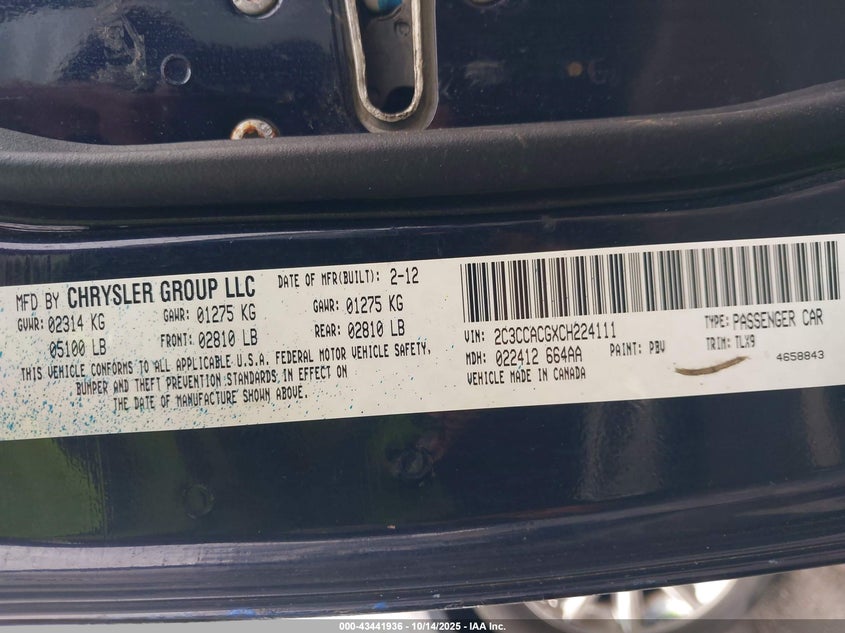 MFD BY CHRYSLER GROUP LLC DATE OF MFR(BUILT): 2-12
GVWR: 02314 KG GAWR: 01275 KG GAWR: 01275 KG
05100 LB FRONT: 02810 LB REAR: 02810 LB
THIS VEHICLE CONFORMS TO ALL APPLICABLE U.S.A. FEDERAL MOTOR VEHICLE SAFETY,
BUMPER AND THEFT PREVENTION STANDARDS IN EFFECT ON
THE DATE OF MANUFACTURE SHOWN ABOVE.
VIN: 2C3CCACGXCH224111 TYPE: PASSENGER CAR
MDH: 022412 664AA PAINT: PBV TRIM: TLX9
VEHICLE MADE IN CANADA 4658843
000-43441936 - 10/14/2025 - IAA Inc.